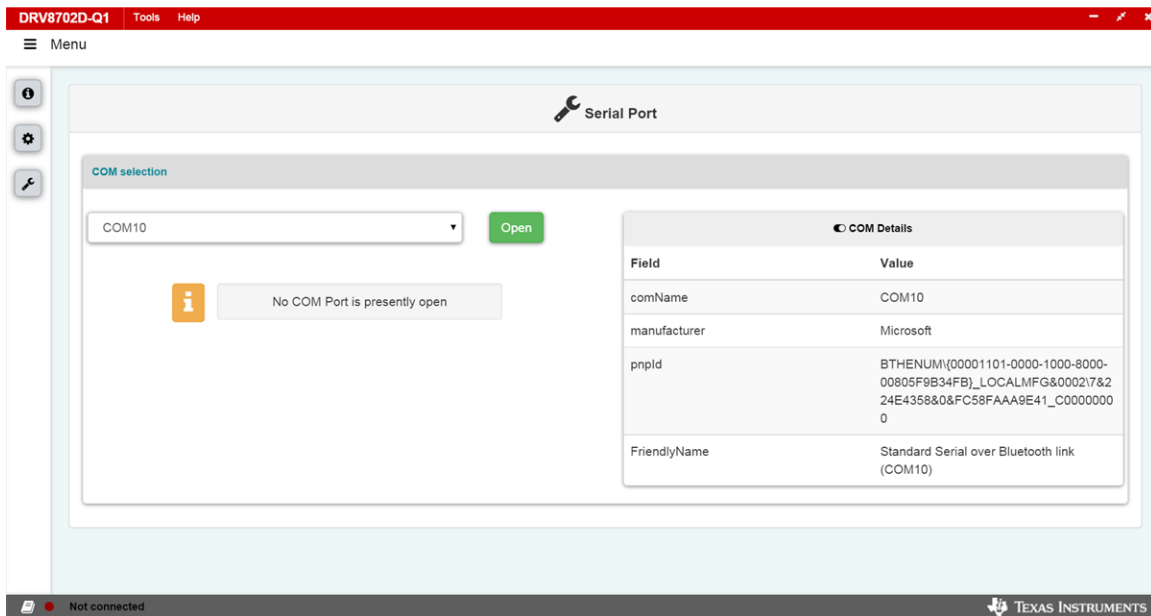 DRV8702D-Q1 Tools Help
Menu
Serial Port
COM selection
COM10 Open
No COM Port is presently open
COM Details
Field Value
comName COM10
manufacturer Microsoft
pnpId BTHENUM\{00001101-0000-1000-8000-
00805F9B34FB}_LOCALMFG&0002\7&2
24E4358&0&FC58FAAA9E41_C0000000
0
FriendlyName Standard Serial over Bluetooth link
(COM10)
Not connected
TEXAS INSTRUMENTS